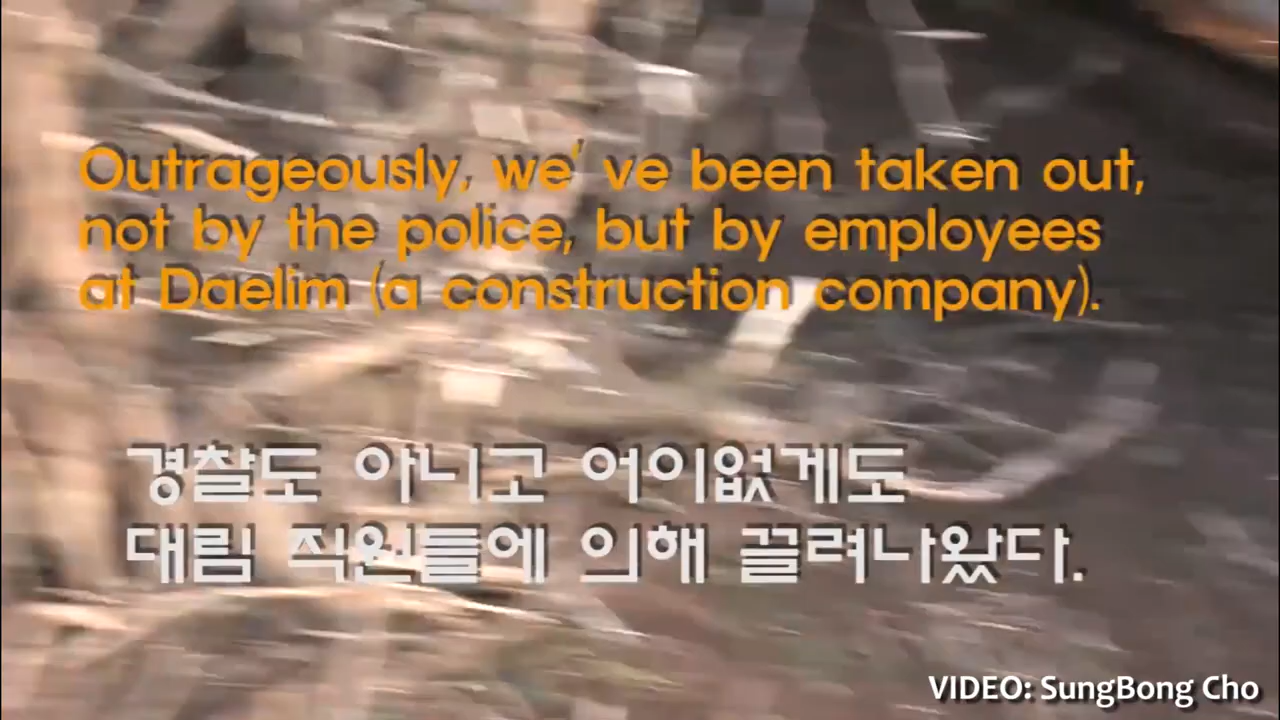 Outrageously, we've been taken out,
not by the police, but by employees
at Daelim (a construction company).
경찰도 아니고 어이없게도
대림 직원들에 의해 끌려나왔다.
VIDEO: SungBong Cho